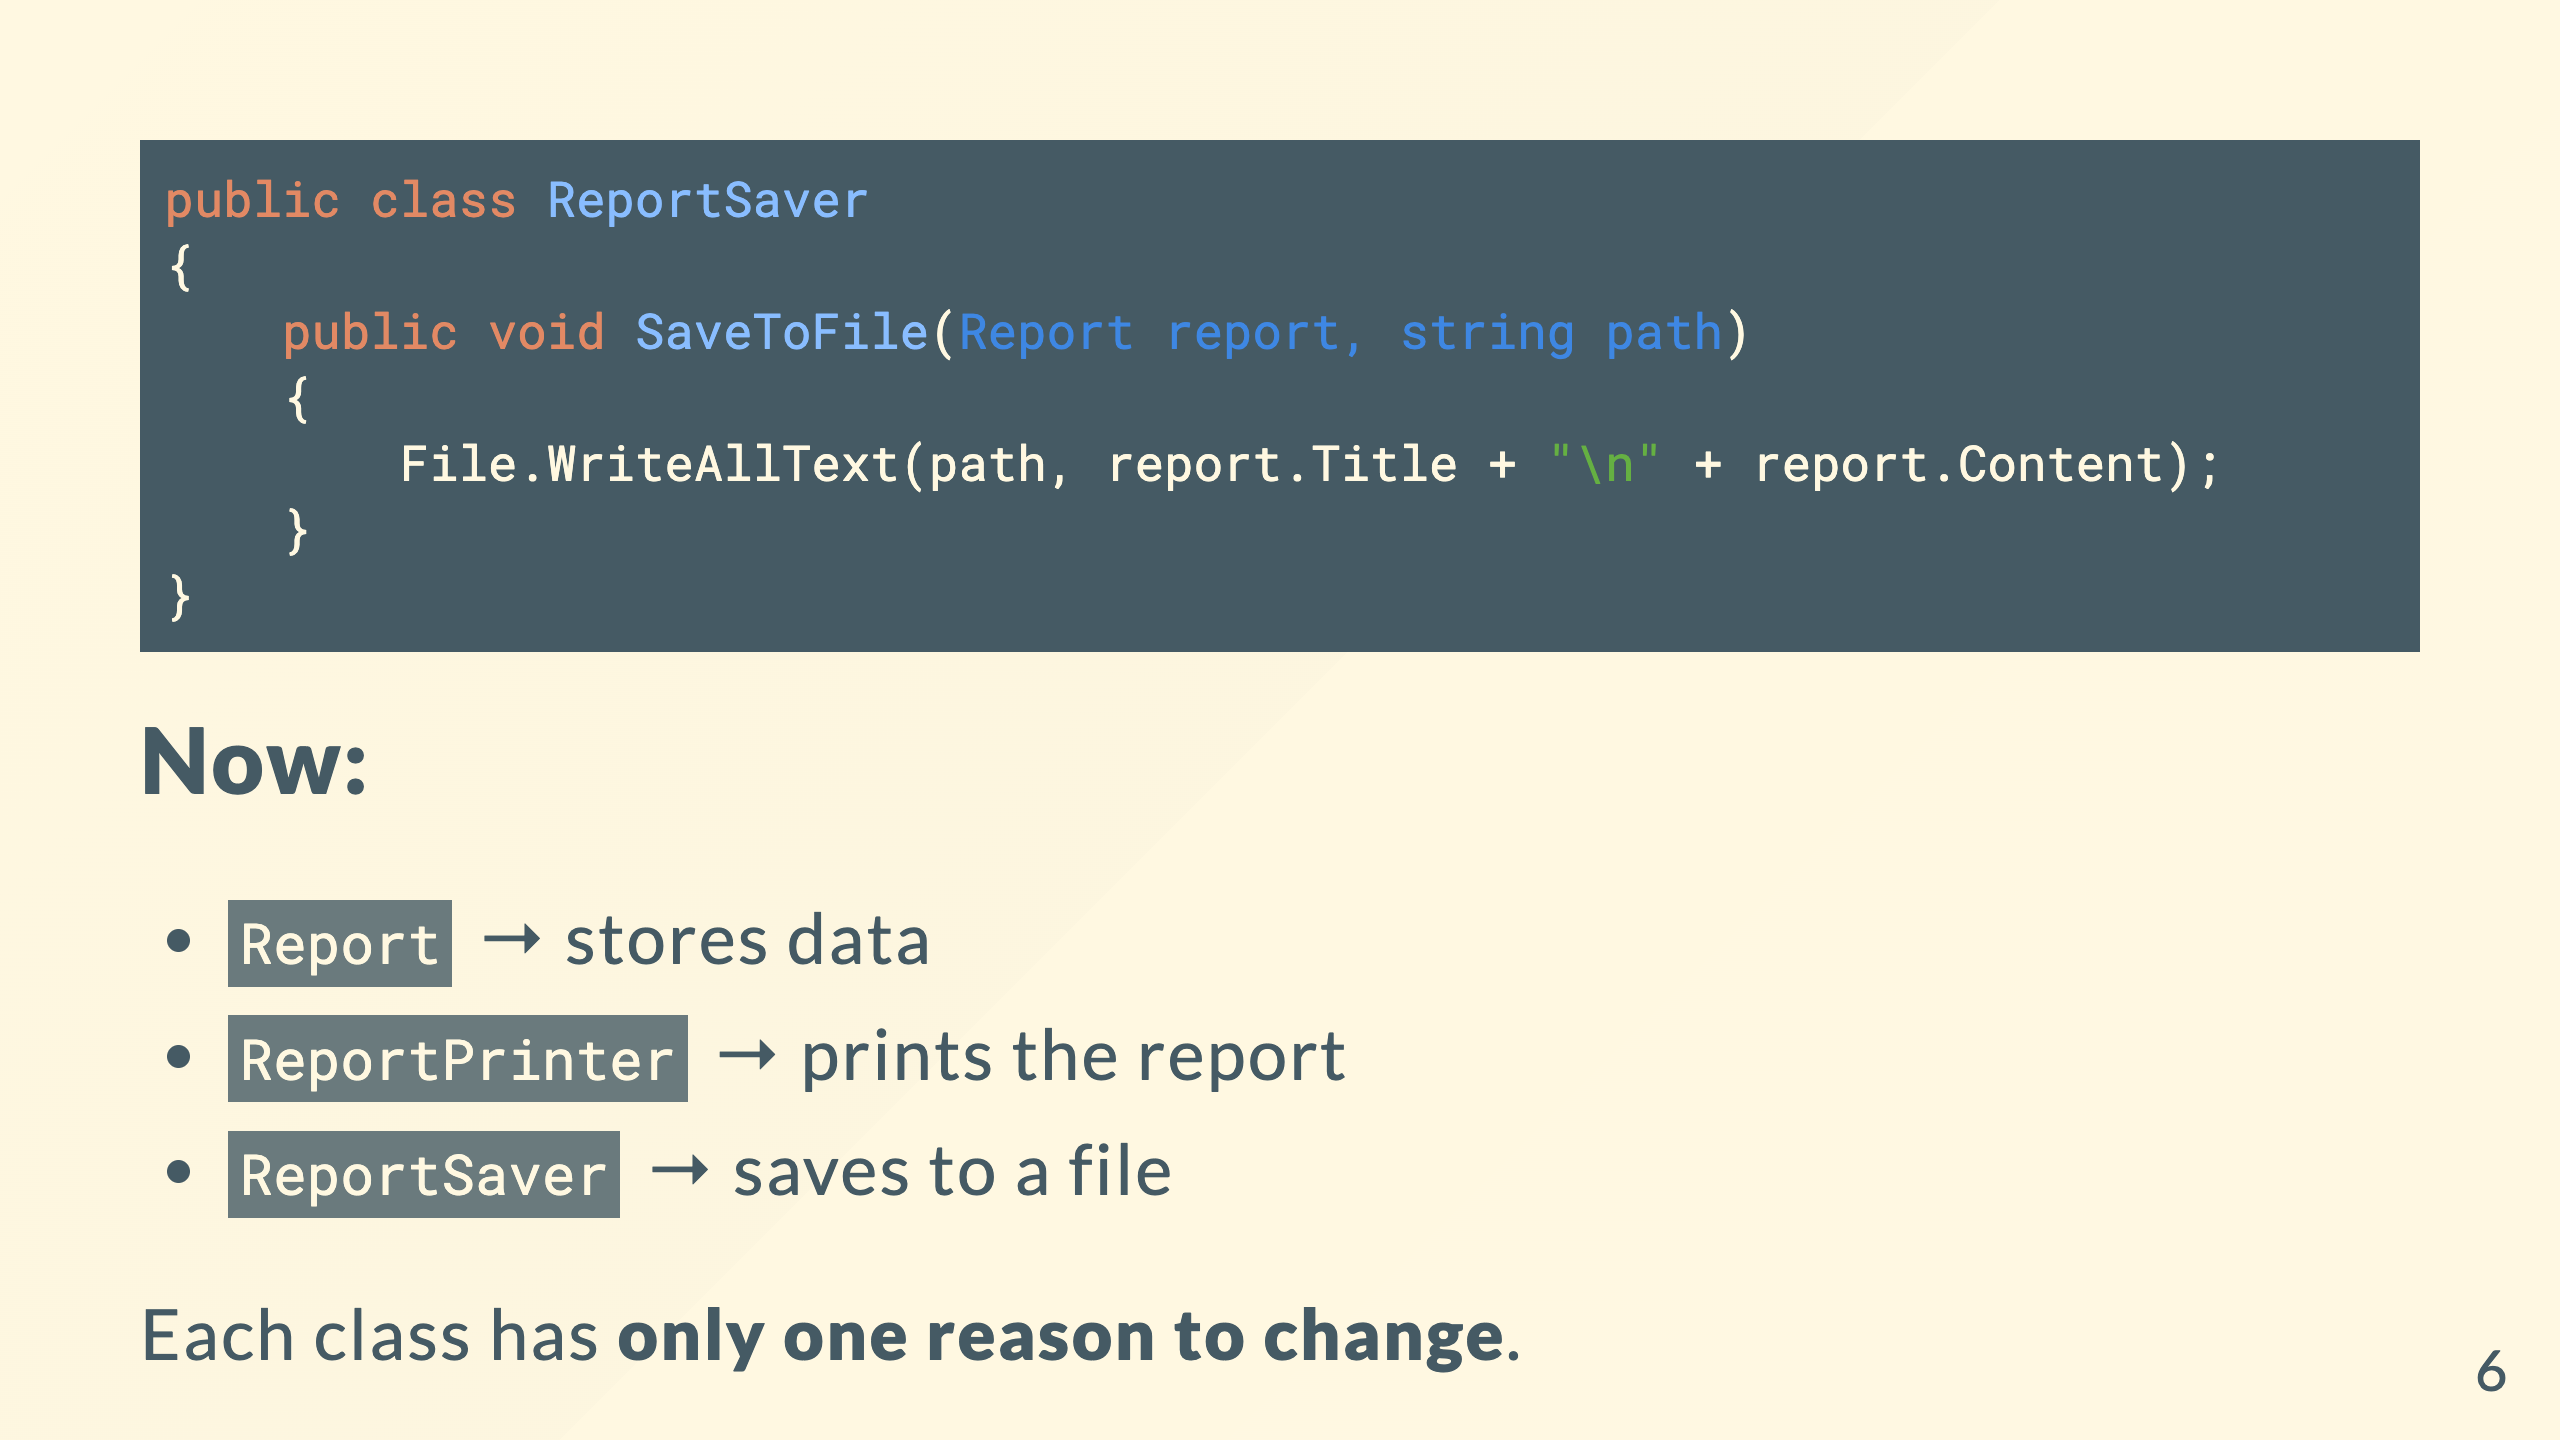 public class ReportSaver
{
    public void SaveToFile(Report report, string path)
    {
        File.WriteAllText(path, report.Title + "\n" + report.Content);
    }
}
Now:
• Report → stores data
• ReportPrinter → prints the report
• ReportSaver → saves to a file
Each class has only one reason to change.
6